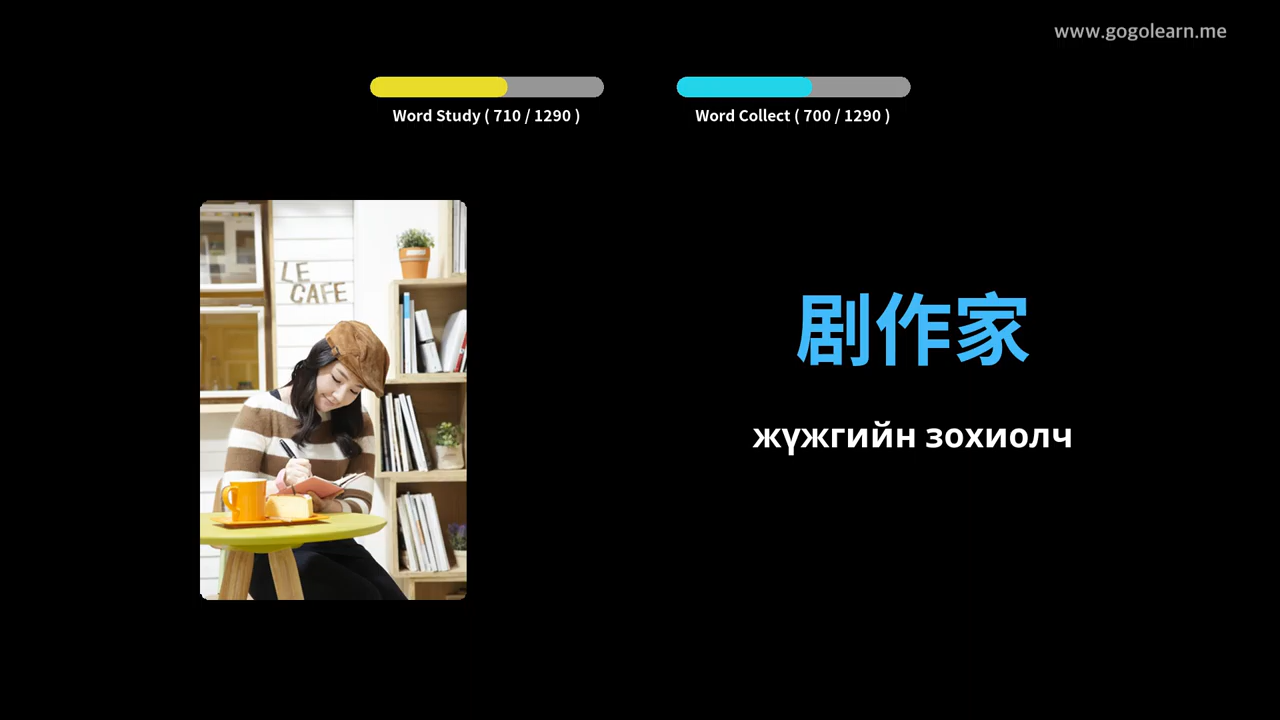 www.gogolearn.me
Word Study ( 710 / 1290 )
Word Collect ( 700 / 1290 )
LE
CAFE
剧作家
жүжгийн зохиолч